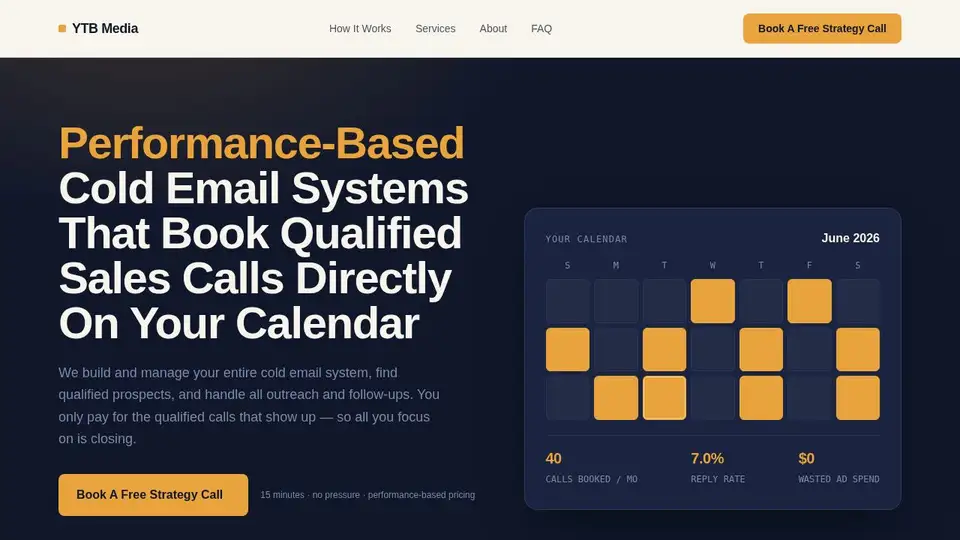 YTB Media
How It Works
Services
About
FAQ
Book A Free Strategy Call
Performance-Based
Cold Email Systems
That Book Qualified
Sales Calls Directly
On Your Calendar
We build and manage your entire cold email system, find
qualified prospects, and handle all outreach and follow-ups. You
only pay for the qualified calls that show up — so all you focus
on is closing.
Book A Free Strategy Call
15 minutes · no pressure · performance-based pricing
YOUR CALENDAR
June 2026
S M T W T F S
40
CALLS BOOKED / MO
7.0%
REPLY RATE
$0
WASTED AD SPEND